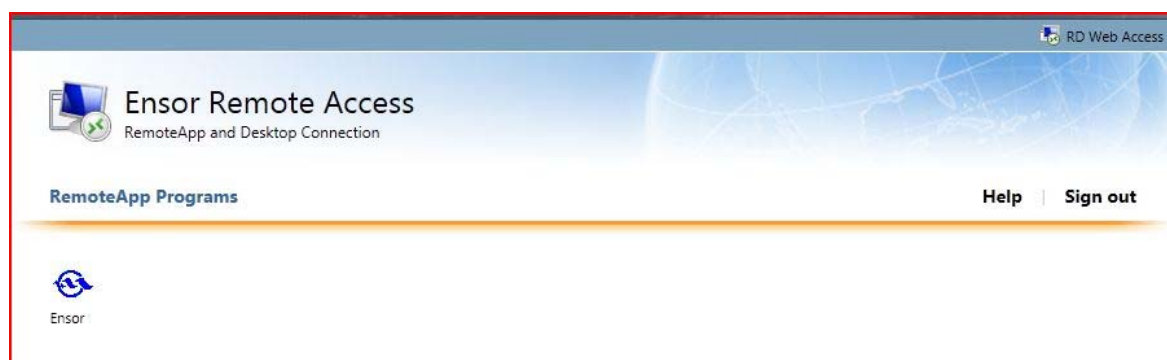 RD Web Access
Ensor Remote Access
RemoteApp and Desktop Connection
RemoteApp Programs
Help | Sign out
Ensor